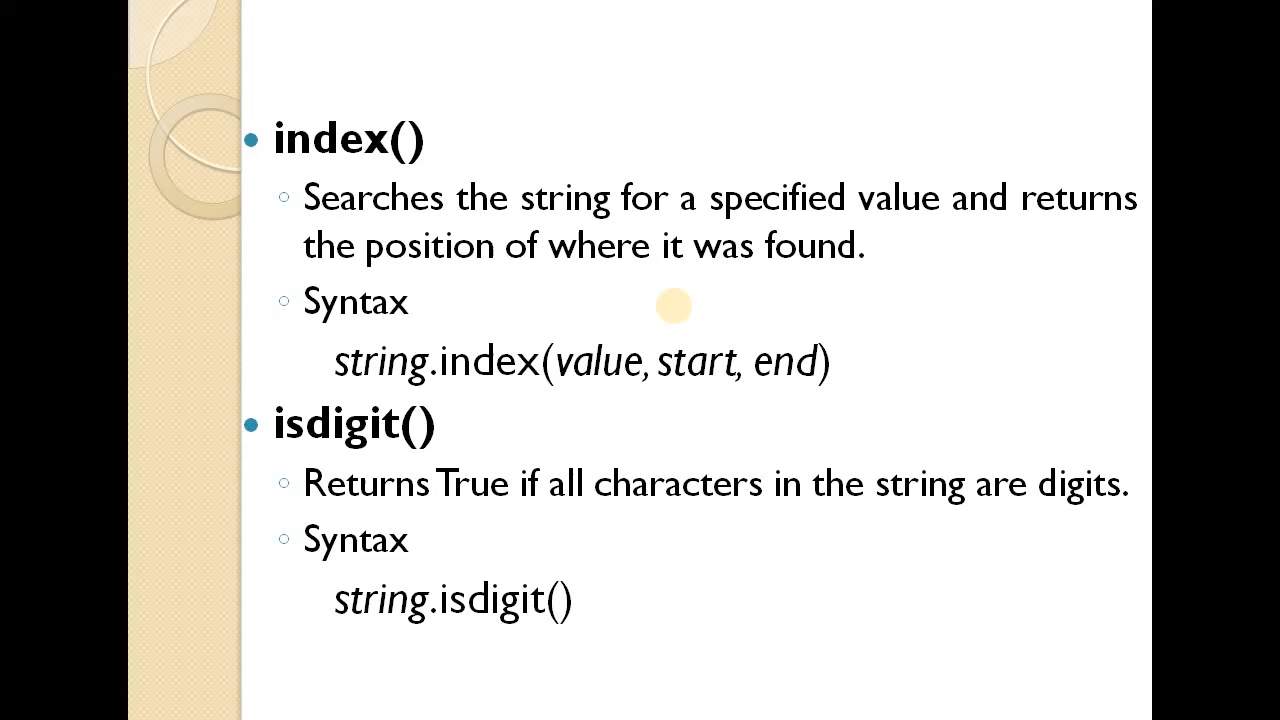 index()
Searches the string for a specified value and returns
the position of where it was found.
Syntax
string.index(value, start, end)
isdigit()
Returns True if all characters in the string are digits.
Syntax
string.isdigit()